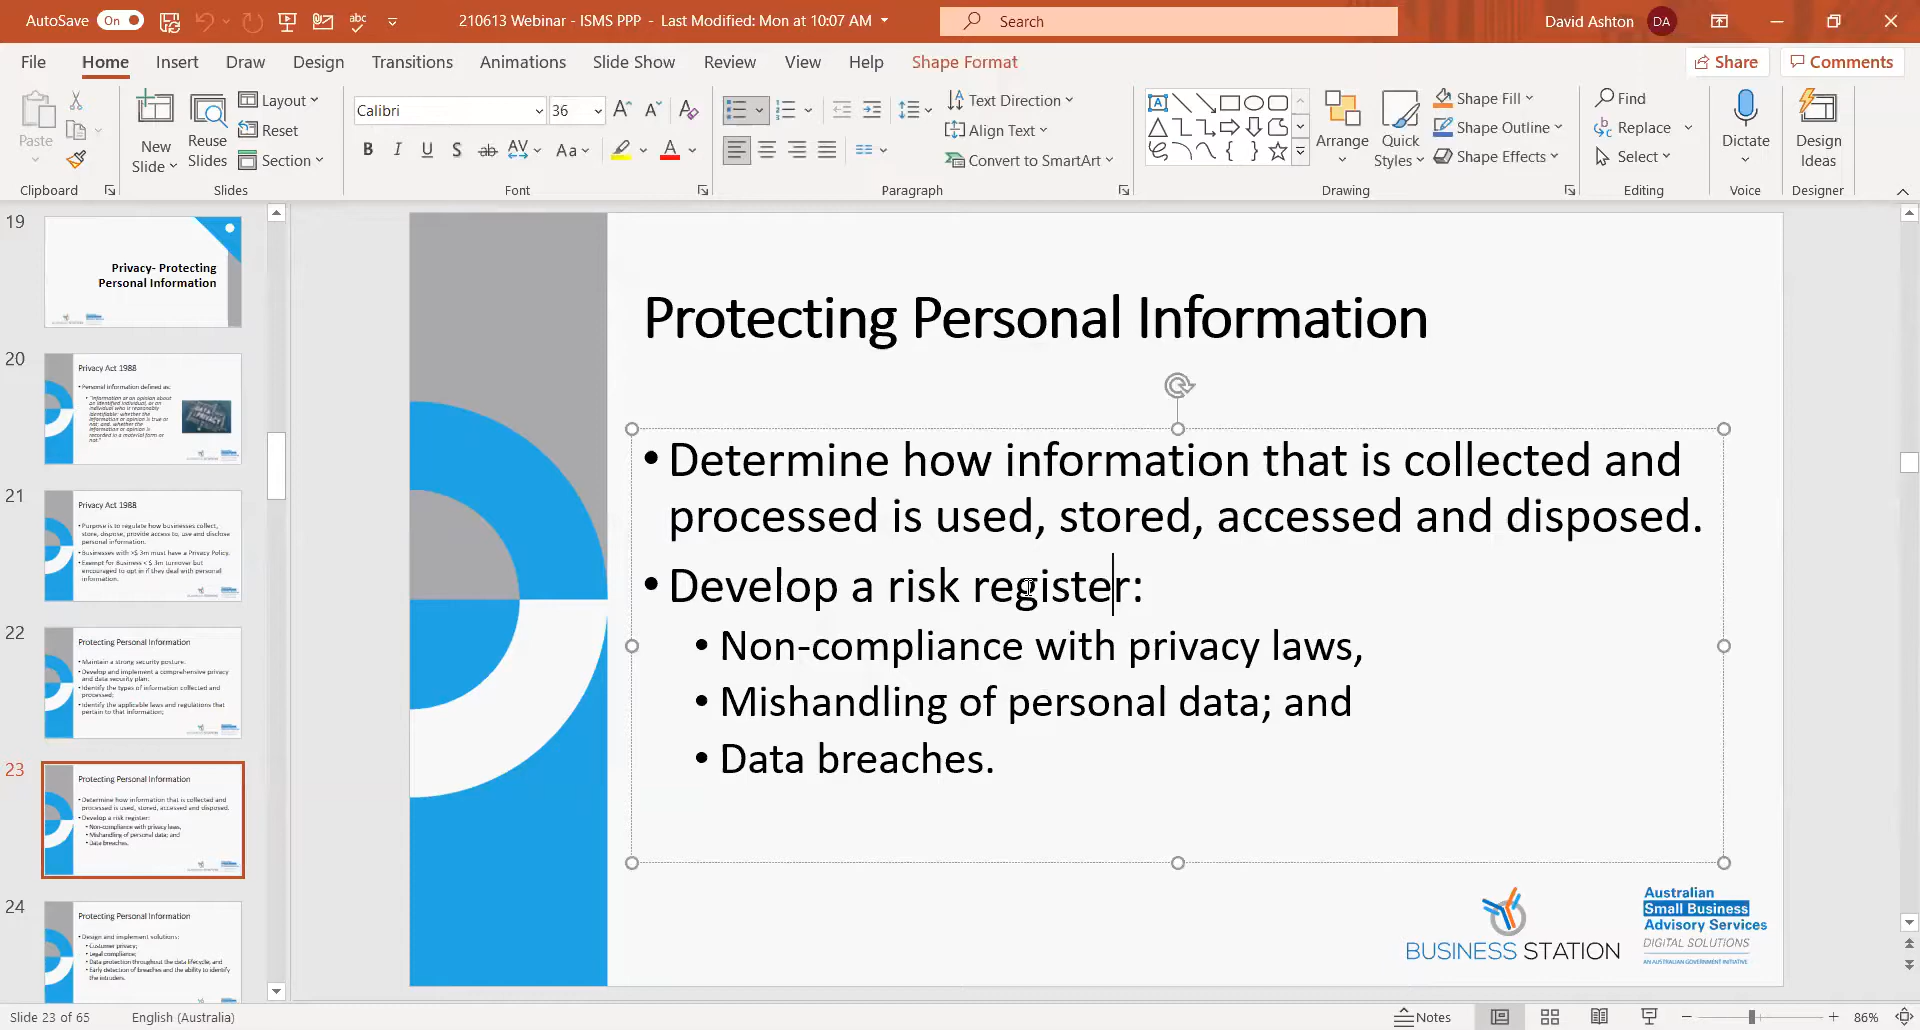 AutoSave On 210613 Webinar - ISMS PPP - Last Modified: Mon at 10:07 AM Search David Ashton DA
File Home Insert Draw Design Transitions Animations Slide Show Review View Help Shape Format Share Comments
Paste
Clipboard
New Slide
Reuse Slides
Layout
Reset
Section
Slides
Calibri 36
B I U S ab AV Aa A
Font
Text Direction
Align Text
Convert to SmartArt
Paragraph
Arrange
Quick Styles
Shape Fill
Shape Outline
Shape Effects
Drawing
Find
Replace
Select
Editing
Dictate
Voice
Design Ideas
Designer
19
Privacy- Protecting
Personal Information
20
Privacy Act 1988
• Personal information defined as:
• "Information or an opinion about
an identified individual, or an
individual who is reasonably
identifiable: whether the
information or opinion is true or
not; and, whether the
information or opinion is
recorded in a material form or
not."
21
Privacy Act 1988
• Purpose is to regulate how businesses collect,
store, dispose, provide access to, use and disclose
personal information.
• Businesses with >$ 3m must have a Privacy Policy.
• Exempt for Business < $ 3m turnover but
encouraged to opt in if they deal with personal
information.
22
Protecting Personal Information
• Maintain a strong security posture.
• Develop and implement a comprehensive privacy
and data security plan.
• Identify the types of information collected and
processed;
• Identify the applicable laws and regulations that
pertain to that information;
23
Protecting Personal Information
• Determine how information that is collected and
processed is used, stored, accessed and disposed.
• Develop a risk register:
• Non-compliance with privacy laws,
• Mishandling of personal data; and
• Data breaches.
24
Protecting Personal Information
• Design and implement solutions:
• Customer privacy;
• Legal compliance;
• Data protection throughout the data lifecycle; and
• Early detection of breaches and the ability to identify
the intruders.
Protecting Personal Information
• Determine how information that is collected and
processed is used, stored, accessed and disposed.
• Develop a risk register:
• Non-compliance with privacy laws,
• Mishandling of personal data; and
• Data breaches.
BUSINESS STATION
Australian
Small Business
Advisory Services
DIGITAL SOLUTIONS
AN AUSTRALIAN GOVERNMENT INITIATIVE
Slide 23 of 65 English (Australia) Notes 86%